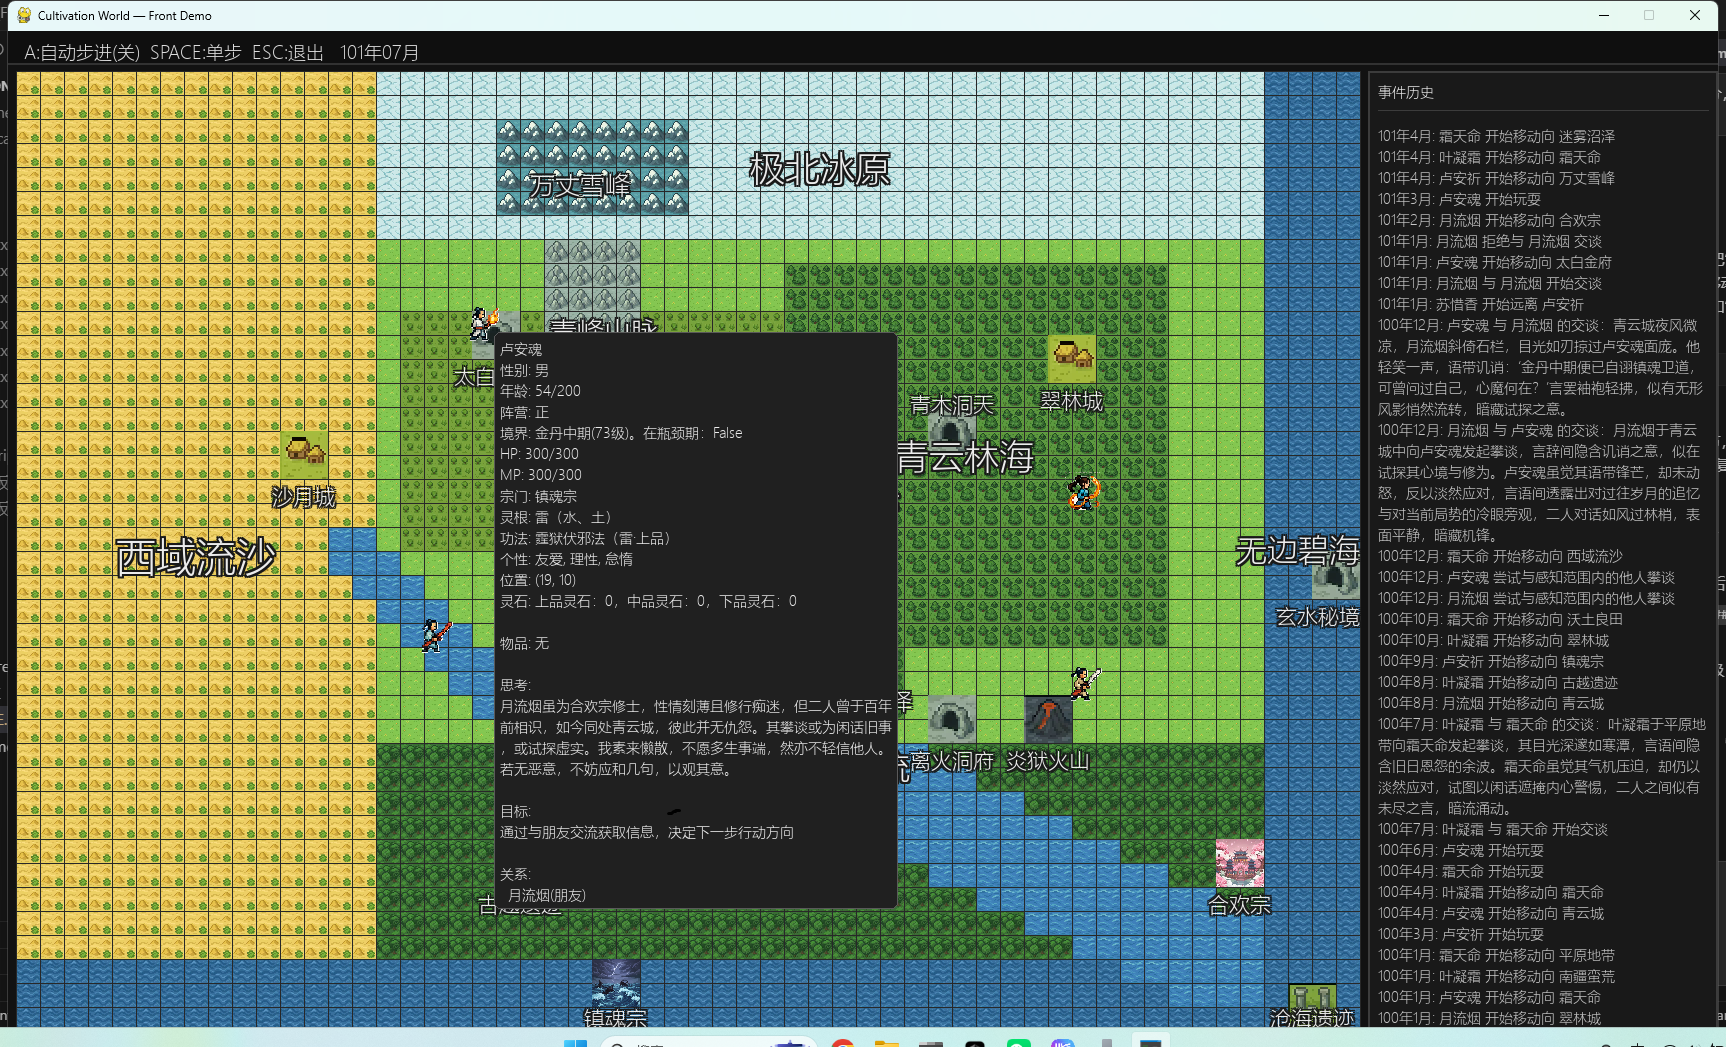 Cultivation World — Front Demo
A:自动步进(关)  SPACE:单步  ESC:退出   101年07月
极北冰原
万丈雪峰
太白
沙月城
西域流沙
青木洞天
翠林城
青云林海
无边碧海
玄水秘境
离火洞府
炎狱火山
合欢宗
镇魂宗
沧海遗迹
卢安魂
性别: 男
年龄: 54/200
阵营: 正
境界: 金丹中期(73级)。在瓶颈期：False
HP: 300/300
MP: 300/300
宗门: 镇魂宗
灵根: 雷（水、土）
功法: 霆狱伏邪法（雷·上品）
个性: 友爱, 理性, 怠惰
位置: (19, 10)
灵石: 上品灵石：0，中品灵石：0，下品灵石：0
物品: 无
思考:
月流烟虽为合欢宗修士，性情刻薄且修行痴迷，但二人曾于百年
前相识，如今同处青云城，彼此并无仇怨。其攀谈或为闲话旧事
，或试探虚实。我素来懒散，不愿多生事端，然亦不轻信他人。
若无恶意，不妨应和几句，以观其意。
目标:
通过与朋友交流获取信息，决定下一步行动方向
关系:
月流烟(朋友)
事件历史
101年4月: 霜天命 开始移动向 迷雾沼泽
101年4月: 叶凝霜 开始移动向 霜天命
101年4月: 卢安祈 开始移动向 万丈雪峰
101年3月: 卢安魂 开始玩耍
101年2月: 月流烟 开始移动向 合欢宗
101年1月: 月流烟 拒绝与 月流烟 交谈
101年1月: 卢安魂 开始移动向 太白金府
101年1月: 月流烟 与 月流烟 开始交谈
101年1月: 苏惜香 开始远离 卢安祈
100年12月: 卢安魂 与 月流烟 的交谈：青云城夜风微
凉，月流烟斜倚石栏，目光如刃掠过卢安魂面庞。他
轻笑一声，语带讥诮：‘金丹中期便已自诩镇魂卫道，
可曾问过自己，心魔何在？’言罢袖袍轻拂，似有无形
风影悄然流转，暗藏试探之意。
100年12月: 月流烟 与 卢安魂 的交谈：月流烟于青云
城中向卢安魂发起攀谈，言辞间隐含讥诮之意，似在
试探其心境与修为。卢安魂虽觉其语带锋芒，却未动
怒，反以淡然应对，言语间透露出对过往岁月的追忆
与对当前局势的冷眼旁观，二人对话如风过林梢，表
面平静，暗藏机锋。
100年12月: 霜天命 开始移动向 西域流沙
100年12月: 卢安魂 尝试与感知范围内的他人攀谈
100年12月: 月流烟 尝试与感知范围内的他人攀谈
100年10月: 霜天命 开始移动向 沃土良田
100年10月: 叶凝霜 开始移动向 翠林城
100年9月: 卢安祈 开始移动向 镇魂宗
100年8月: 叶凝霜 开始移动向 古越遗迹
100年8月: 月流烟 开始移动向 青云城
100年7月: 叶凝霜 与 霜天命 的交谈：叶凝霜于平原地
带向霜天命发起攀谈，其目光深邃如寒潭，言语间隐
含旧日恩怨的余波。霜天命虽觉其气机压迫，却仍以
淡然应对，试图以闲话遮掩内心警惕，二人之间似有
未尽之言，暗流涌动。
100年7月: 叶凝霜 与 霜天命 开始交谈
100年6月: 卢安魂 开始玩耍
100年4月: 霜天命 开始玩耍
100年4月: 叶凝霜 开始移动向 霜天命
100年4月: 卢安魂 开始移动向 青云城
100年3月: 卢安祈 开始玩耍
100年1月: 霜天命 开始移动向 平原地带
100年1月: 叶凝霜 开始移动向 南疆蛮荒
100年1月: 卢安魂 开始移动向 霜天命
100年1月: 月流烟 开始移动向 翠林城